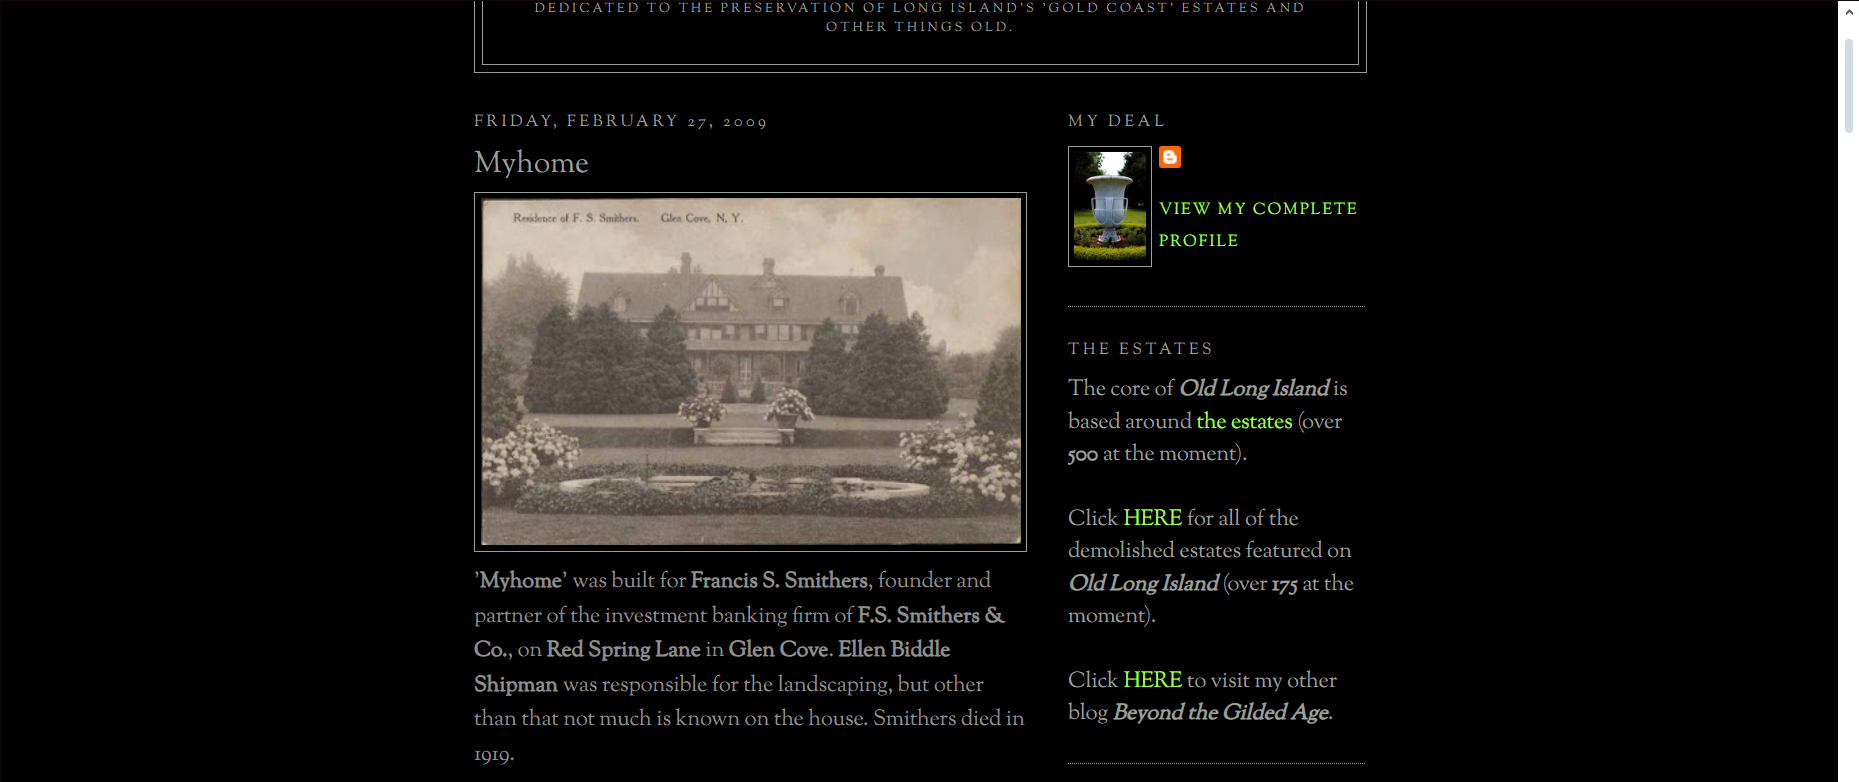 DEDICATED TO THE PRESERVATION OF LONG ISLAND'S 'GOLD COAST' ESTATES AND
OTHER THINGS OLD.
FRIDAY, FEBRUARY 27, 2009
Myhome
Residence of F. S. Smithers. Glen Cove, N. Y.
'Myhome' was built for Francis S. Smithers, founder and
partner of the investment banking firm of F.S. Smithers &
Co., on Red Spring Lane in Glen Cove. Ellen Biddle
Shipman was responsible for the landscaping, but other
than that not much is known on the house. Smithers died in
1919.
MY DEAL
VIEW MY COMPLETE
PROFILE
THE ESTATES
The core of Old Long Island is
based around the estates (over
500 at the moment).
Click HERE for all of the
demolished estates featured on
Old Long Island (over 175 at the
moment).
Click HERE to visit my other
blog Beyond the Gilded Age.